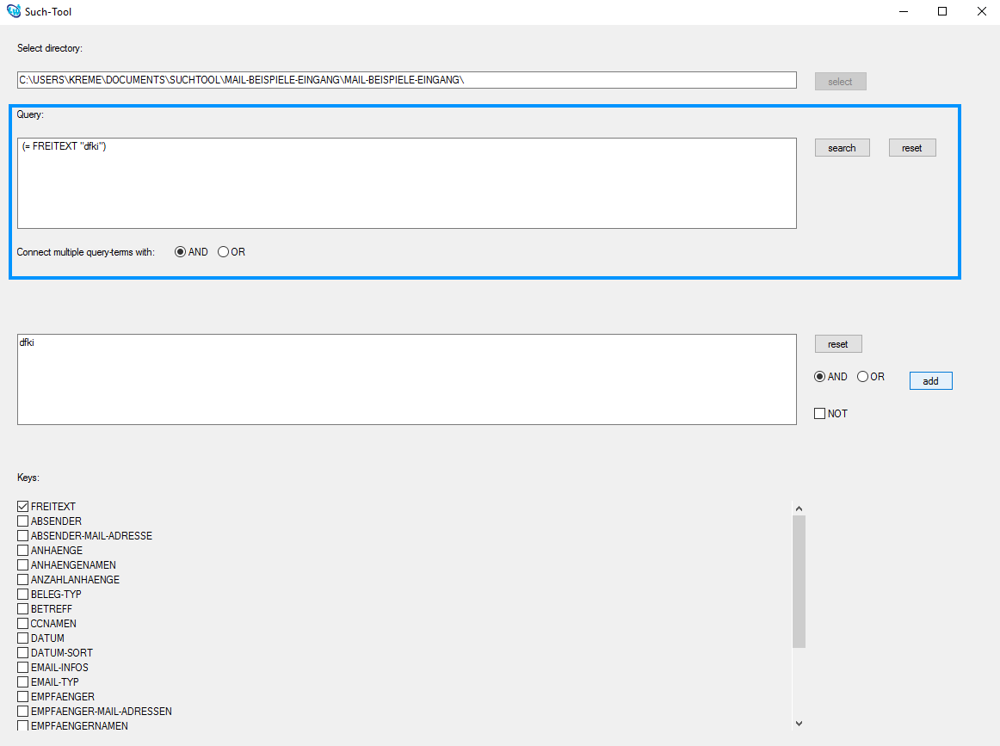 Such-Tool
Select directory:
C:\USERS\KREME\DOCUMENTS\SUCHTOOL\MAIL-BEISPIELE-EINGANG\MAIL-BEISPIELE-EINGANG\
select
Query:
(= FREITEXT "dfki")
search
reset
Connect multiple query-terms with:
AND OR
dfki
reset
AND OR
add
NOT
Keys:
FREITEXT
ABSENDER
ABSENDER-MAIL-ADRESSE
ANHAENGE
ANHAENGENAMEN
ANZAHLANHAENGE
BELEG-TYP
BETREFF
CCNAMEN
DATUM
DATUM-SORT
EMAIL-INFOS
EMAIL-TYP
EMPFAENGER
EMPFAENGER-MAIL-ADRESSEN
EMPFAENGERNAMEN